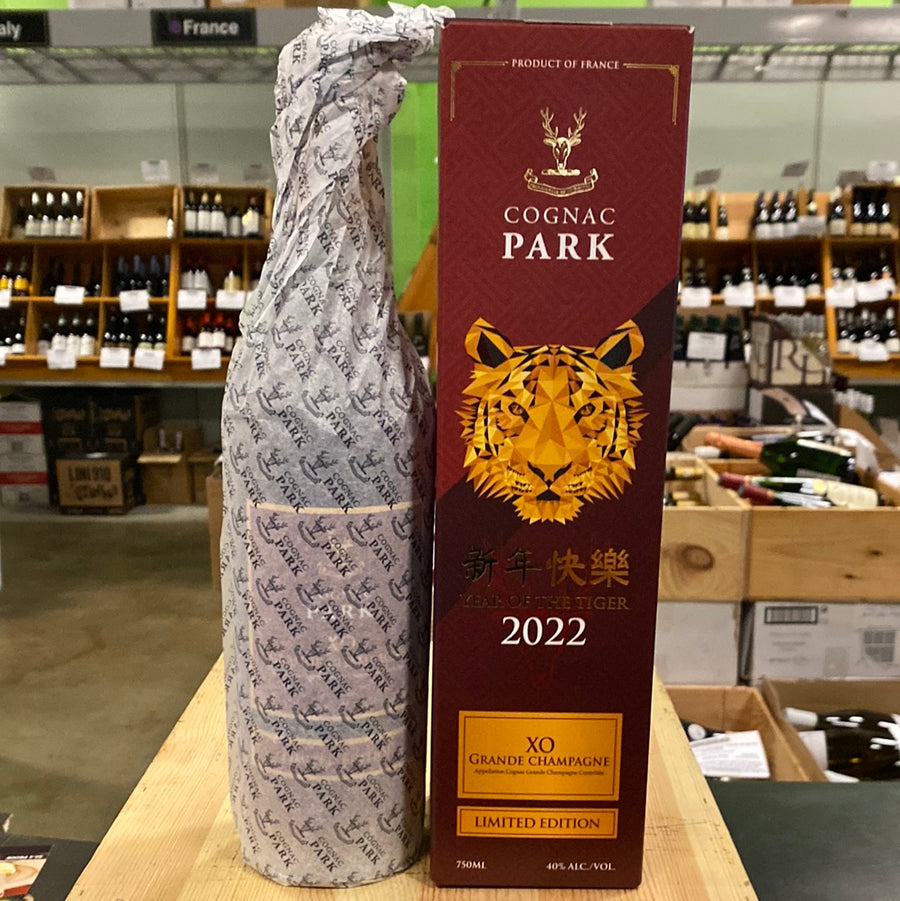 aly
France
PRODUCT OF FRANCE
COGNAC
PARK
新年快樂
YEAR OF THE TIGER
2022
XO
GRANDE CHAMPAGNE
Appellation Cognac Grande Champagne Contrôlée
LIMITED EDITION
750ML
40% ALC./VOL.
COGNAC
PARK